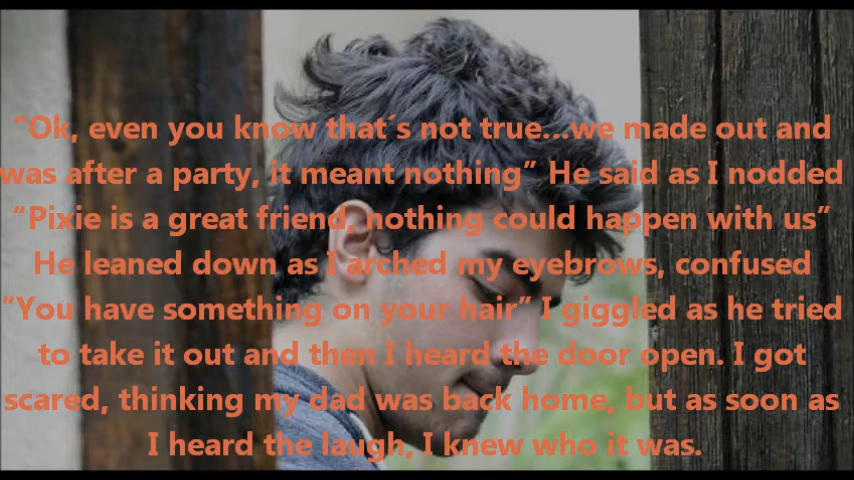 “Ok, even you know that´s not true...we made out and
was after a party, it meant nothing” He said as I nodded
“Pixie is a great friend, nothing could happen with us”
He leaned down as I arched my eyebrows, confused
“You have something on your hair” I giggled as he tried
to take it out and then I heard the door open. I got
scared, thinking my dad was back home, but as soon as
I heard the laugh, I knew who it was.